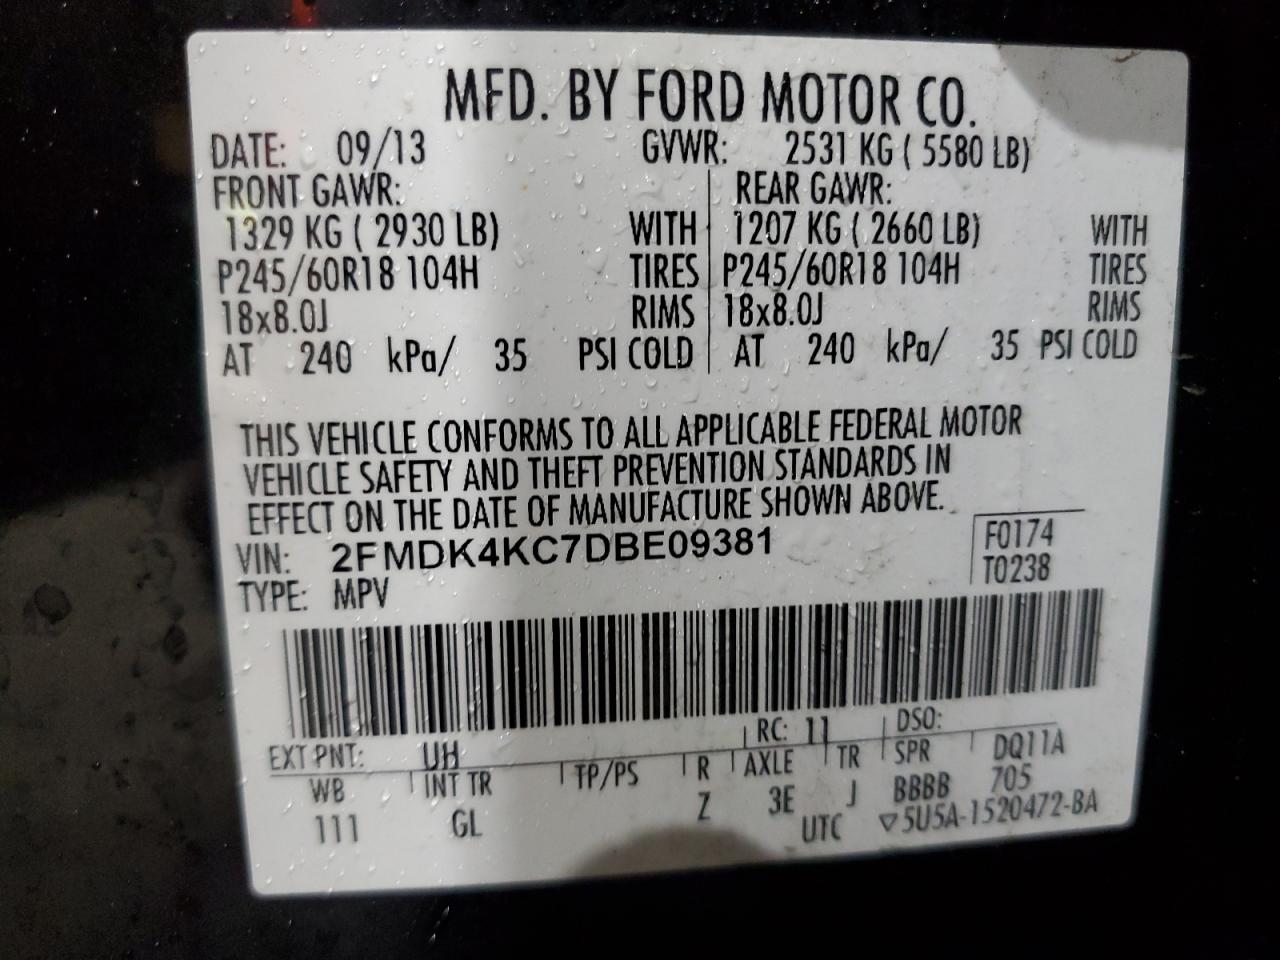 MFD. BY FORD MOTOR CO.
DATE: 09/13 GVWR: 2531 KG ( 5580 LB)
FRONT GAWR: REAR GAWR:
1329 KG ( 2930 LB) WITH 1207 KG ( 2660 LB) WITH
P245/60R18 104H TIRES P245/60R18 104H TIRES
18x8.0J RIMS 18x8.0J RIMS
AT 240 kPa/ 35 PSI COLD AT 240 kPa/ 35 PSI COLD
THIS VEHICLE CONFORMS TO ALL APPLICABLE FEDERAL MOTOR
VEHICLE SAFETY AND THEFT PREVENTION STANDARDS IN
EFFECT ON THE DATE OF MANUFACTURE SHOWN ABOVE.
VIN: 2FMDK4KC7DBE09381 F0174
TYPE: MPV T0238
EXT PNT: UH RC: 11 DSO:
WB INT TR TP/PS R AXLE TR SPR DQ11A
111 GL Z 3E J BBBB 705
UTC ▽5U5A-1520472-BA